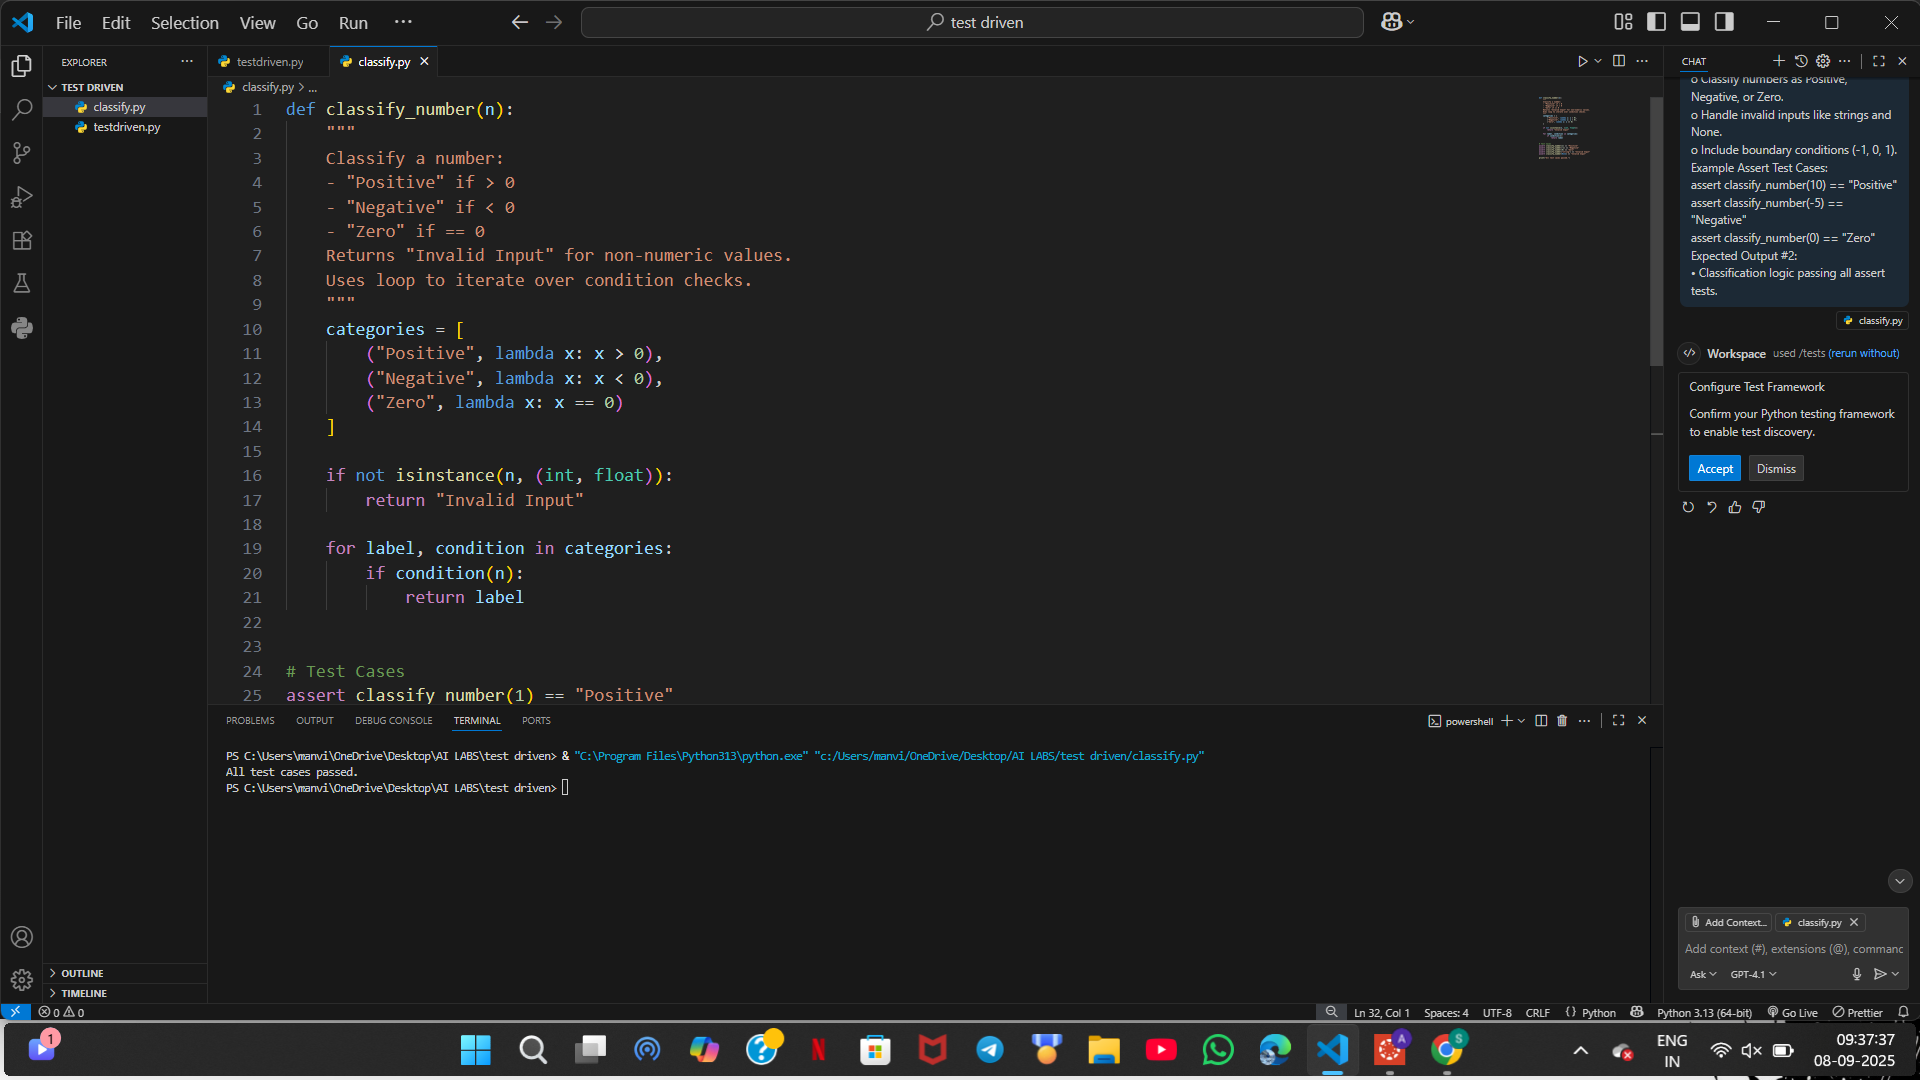 File Edit Selection View Go Run ···
test driven
EXPLORER ···
TEST DRIVEN
classify.py
testdriven.py
OUTLINE
TIMELINE
testdriven.py classify.py
classify.py > ...
1 def classify_number(n):
2 """
3 Classify a number:
4 - "Positive" if > 0
5 - "Negative" if < 0
6 - "Zero" if == 0
7 Returns "Invalid Input" for non-numeric values.
8 Uses loop to iterate over condition checks.
9 """
10 categories = [
11 ("Positive", lambda x: x > 0),
12 ("Negative", lambda x: x < 0),
13 ("Zero", lambda x: x == 0)
14 ]
15
16 if not isinstance(n, (int, float)):
17 return "Invalid Input"
18
19 for label, condition in categories:
20 if condition(n):
21 return label
22
23
24 # Test Cases
25 assert classify_number(1) == "Positive"
PROBLEMS OUTPUT DEBUG CONSOLE TERMINAL PORTS
powershell
PS C:\Users\manvi\OneDrive\Desktop\AI LABS\test driven> & "C:\Program Files\Python313\python.exe" "c:/Users/manvi/OneDrive/Desktop/AI LABS/test driven/classify.py"
All test cases passed.
PS C:\Users\manvi\OneDrive\Desktop\AI LABS\test driven>
CHAT
o Classify numbers as Positive,
Negative, or Zero.
o Handle invalid inputs like strings and
None.
o Include boundary conditions (-1, 0, 1).
Example Assert Test Cases:
assert classify_number(10) == "Positive"
assert classify_number(-5) ==
"Negative"
assert classify_number(0) == "Zero"
Expected Output #2:
• Classification logic passing all assert
tests.
classify.py
Workspace used /tests (rerun without)
Configure Test Framework
Confirm your Python testing framework
to enable test discovery.
Accept Dismiss
Add Context... classify.py
Add context (#), extensions (@), commanc
Ask GPT-4.1
0 0
Ln 32, Col 1 Spaces: 4 UTF-8 CRLF {} Python Python 3.13 (64-bit) Go Live Prettier
1
A
S
ENG
IN
09:37:37
08-09-2025